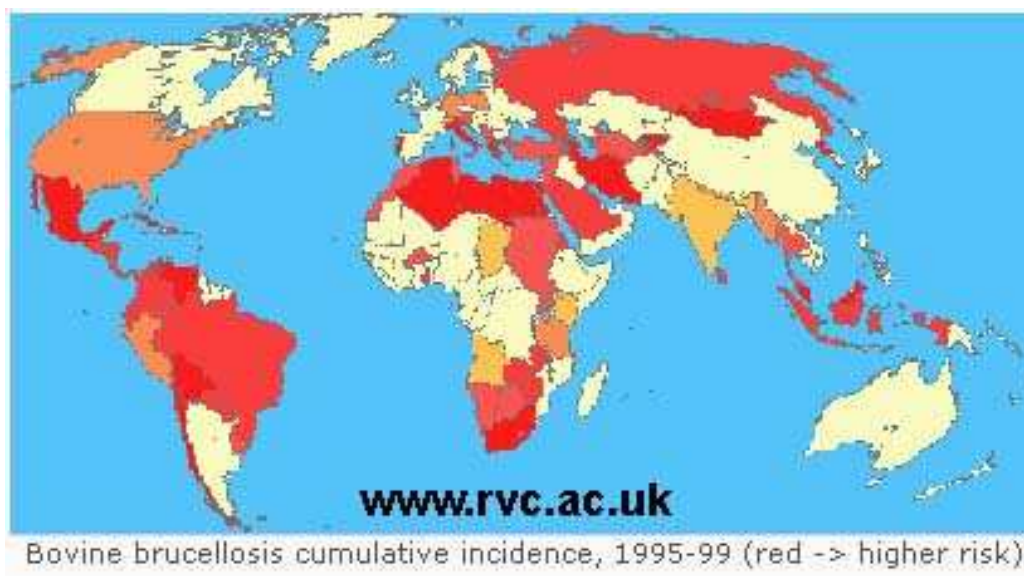 www.rvc.ac.uk
Bovine brucellosis cumulative incidence, 1995-99 (red -> higher risk)